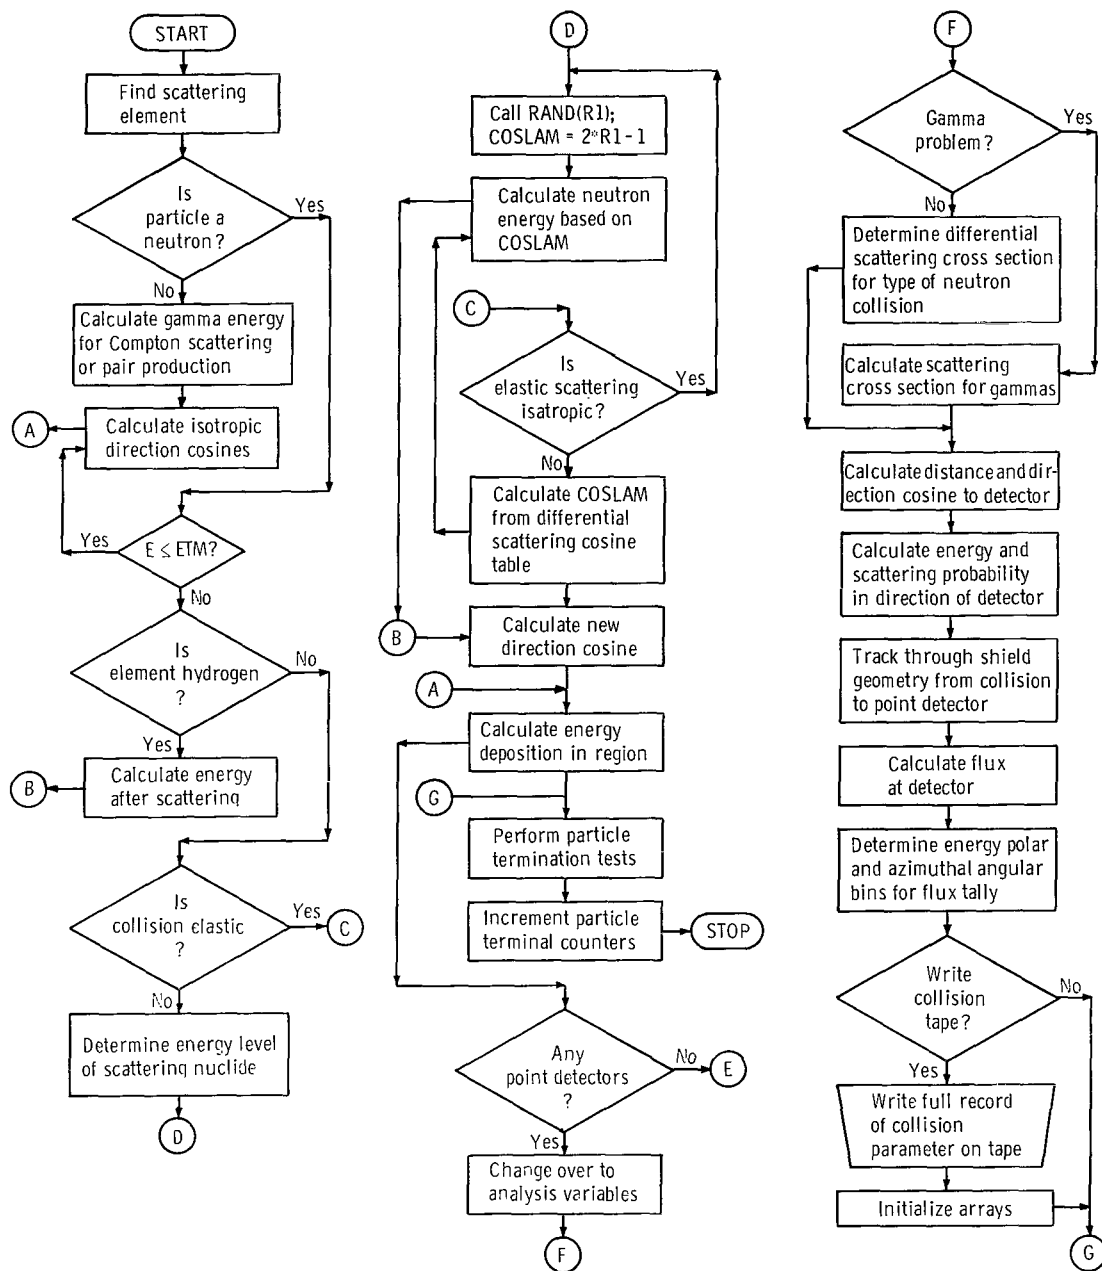 START
Find scattering
element
Is
particle a
neutron?
Yes
No
Calculate gamma energy
for Compton scattering
or pair production
A
Calculate isotropic
direction cosines
Yes
E ≤ ETM?
No
Is
element hydrogen
?
No
Yes
B
Calculate energy
after scattering
Is
collision elastic
?
Yes
C
No
Determine energy level
of scattering nuclide
D
D
Call RAND(R1);
COSLAM = 2*R1-1
Calculate neutron
energy based on
COSLAM
C
Is
elastic scattering
isatropic?
Yes
No
Calculate COSLAM
from differential
scattering cosine
table
B
Calculate new
direction cosine
A
Calculate energy
deposition in region
G
Perform particle
termination tests
Increment particle
terminal counters
STOP
Any
point detectors
?
No
E
Yes
Change over to
analysis variables
F
F
Gamma
problem?
Yes
No
Determine differential
scattering cross section
for type of neutron
collision
Calculate scattering
cross section for gammas
Calculate distance and dir-
ection cosine to detector
Calculate energy and
scattering probability
in direction of detector
Track through shield
geometry from collision
to point detector
Calculate flux
at detector
Determine energy polar
and azimuthal angular
bins for flux tally
Write
collision
tape?
No
Yes
Write full record
of collision
parameter on tape
Initialize arrays
G